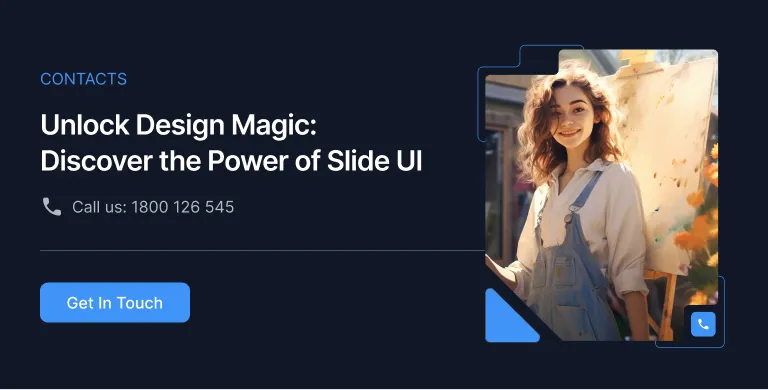 CONTACTS
Unlock Design Magic:
Discover the Power of Slide UI
Call us: 1800 126 545
Get In Touch